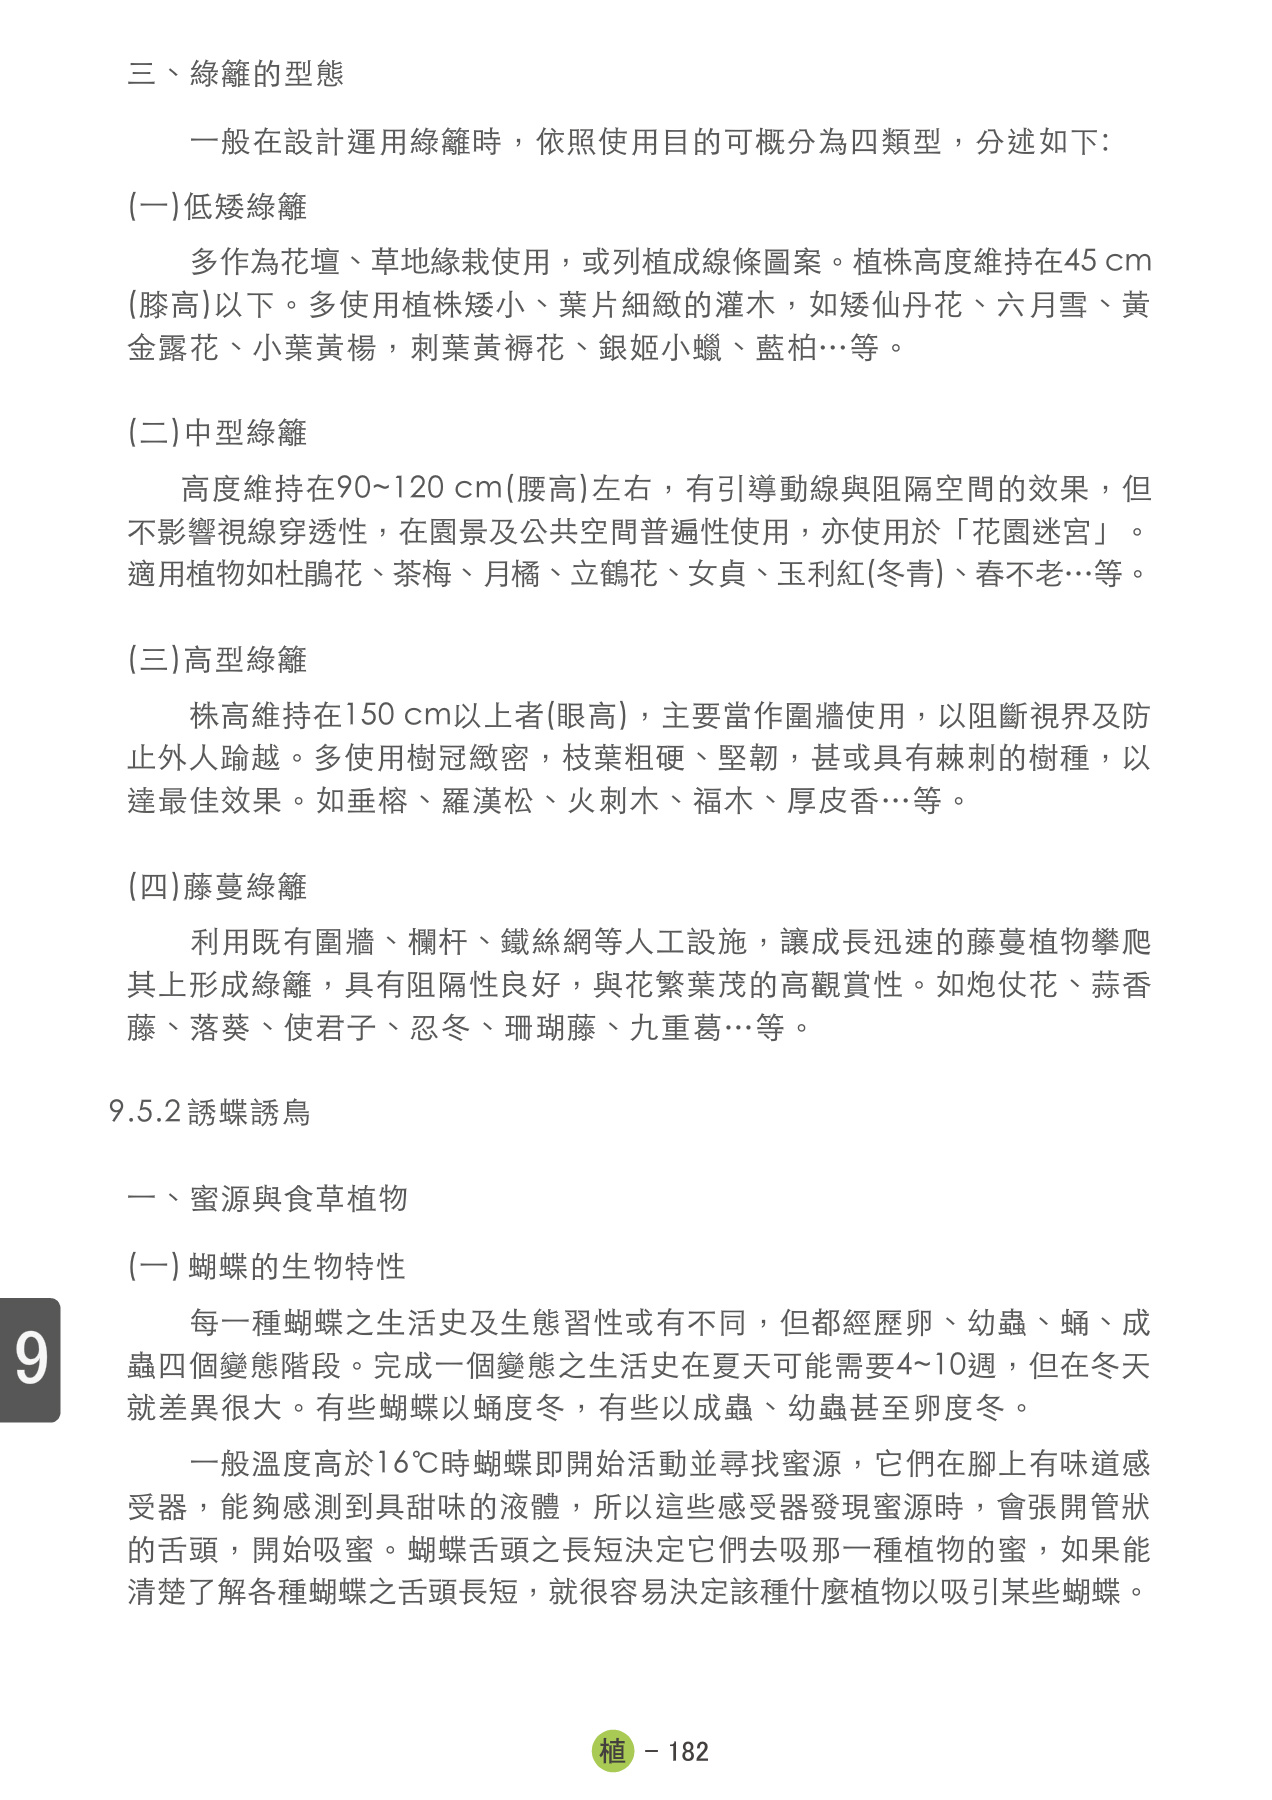 三、綠籬的型態
一般在設計運用綠籬時，依照使用目的可概分為四類型，分述如下:
(一)低矮綠籬
多作為花壇、草地緣栽使用，或列植成線條圖案。植株高度維持在45 cm
(膝高)以下。多使用植株矮小、葉片細緻的灌木，如矮仙丹花、六月雪、黃
金露花、小葉黃楊，刺葉黃褥花、銀姬小蠟、藍柏…等。
(二)中型綠籬
高度維持在90~120 cm(腰高)左右，有引導動線與阻隔空間的效果，但
不影響視線穿透性，在園景及公共空間普遍性使用，亦使用於「花園迷宮」。
適用植物如杜鵑花、茶梅、月橘、立鶴花、女貞、玉利紅(冬青)、春不老…等。
(三)高型綠籬
株高維持在150 cm以上者(眼高)，主要當作圍牆使用，以阻斷視界及防
止外人踰越。多使用樹冠緻密，枝葉粗硬、堅韌，甚或具有棘刺的樹種，以
達最佳效果。如垂榕、羅漢松、火刺木、福木、厚皮香…等。
(四)藤蔓綠籬
利用既有圍牆、欄杆、鐵絲網等人工設施，讓成長迅速的藤蔓植物攀爬
其上形成綠籬，具有阻隔性良好，與花繁葉茂的高觀賞性。如炮仗花、蒜香
藤、落葵、使君子、忍冬、珊瑚藤、九重葛…等。
9.5.2誘蝶誘鳥
一、蜜源與食草植物
(一) 蝴蝶的生物特性
每一種蝴蝶之生活史及生態習性或有不同，但都經歷卵、幼蟲、蛹、成
蟲四個變態階段。完成一個變態之生活史在夏天可能需要4~10週，但在冬天
就差異很大。有些蝴蝶以蛹度冬，有些以成蟲、幼蟲甚至卵度冬。
一般溫度高於16℃時蝴蝶即開始活動並尋找蜜源，它們在腳上有味道感
受器，能夠感測到具甜味的液體，所以這些感受器發現蜜源時，會張開管狀
的舌頭，開始吸蜜。蝴蝶舌頭之長短決定它們去吸那一種植物的蜜，如果能
清楚了解各種蝴蝶之舌頭長短，就很容易決定該種什麼植物以吸引某些蝴蝶。
9
植 – 182